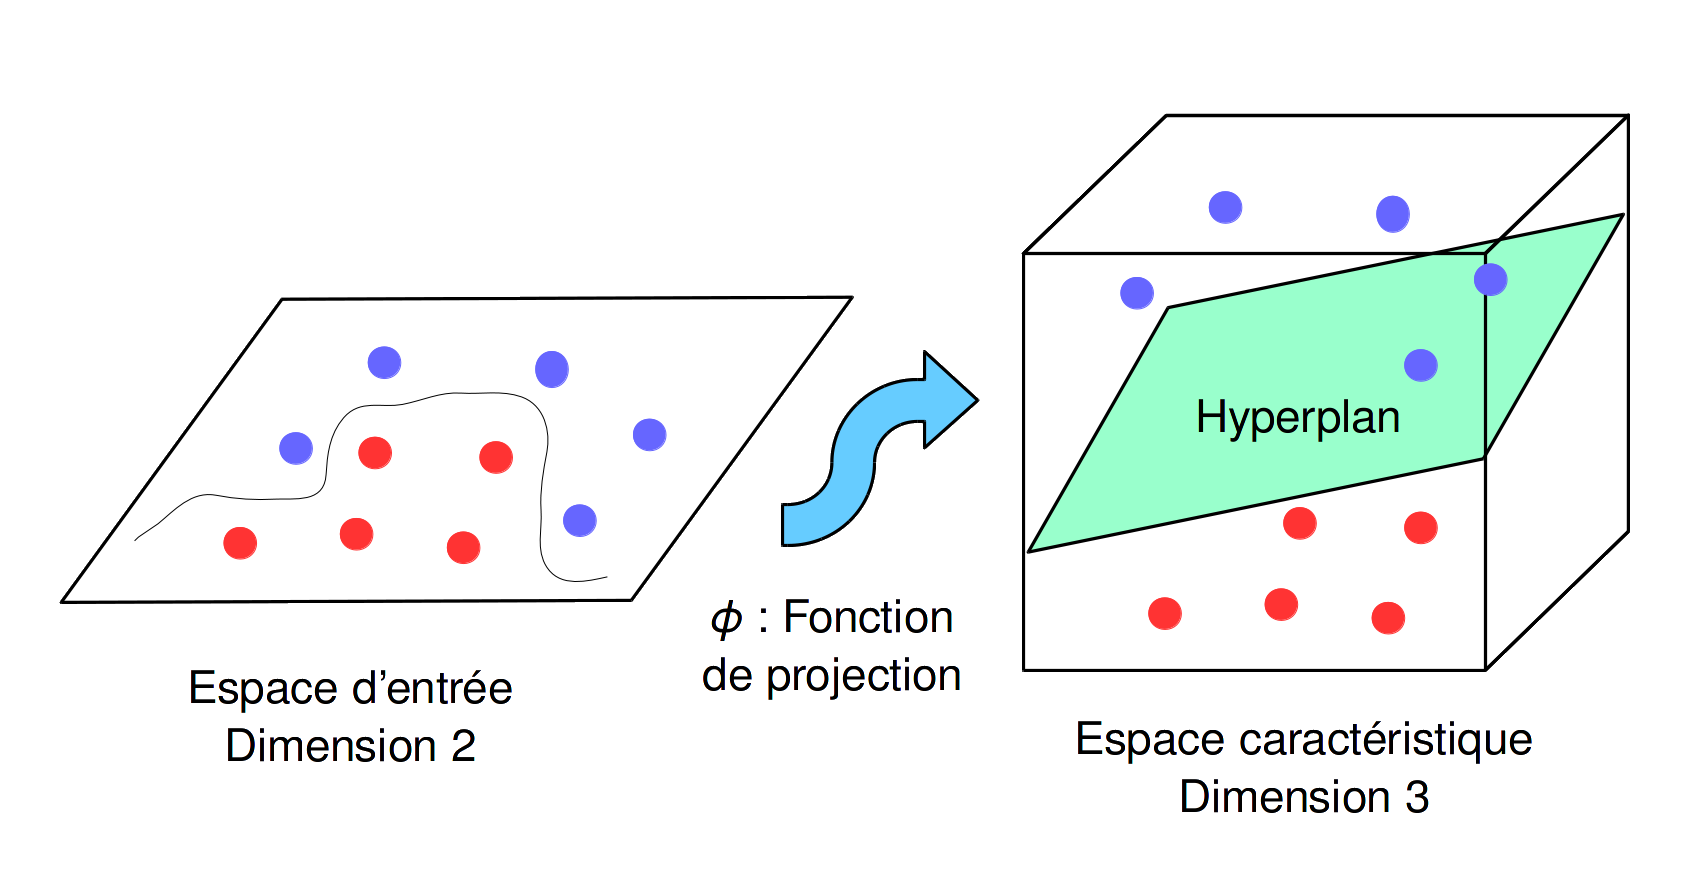 Hyperplan
ϕ : Fonction
de projection
Espace d'entrée
Dimension 2
Espace caractéristique
Dimension 3